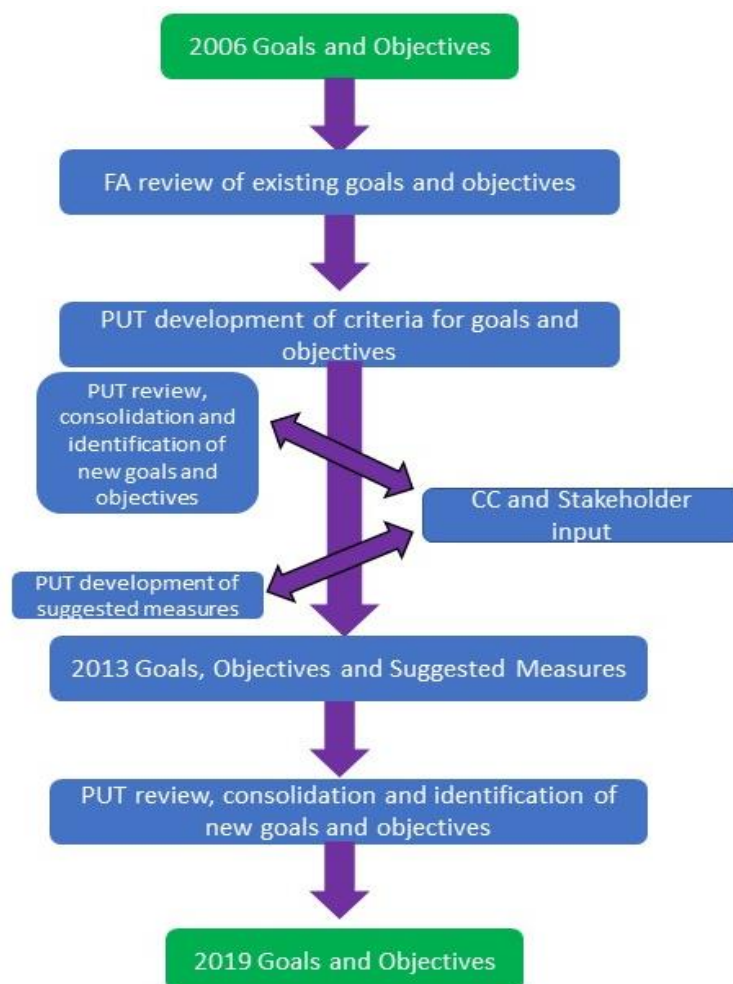 2006 Goals and Objectives
FA review of existing goals and objectives
PUT development of criteria for goals and
objectives
PUT review,
consolidation and
identification of
new goals and
objectives
CC and Stakeholder
input
PUT development of
suggested measures
2013 Goals, Objectives and Suggested Measures
PUT review, consolidation and identification of
new goals and objectives
2019 Goals and Objectives